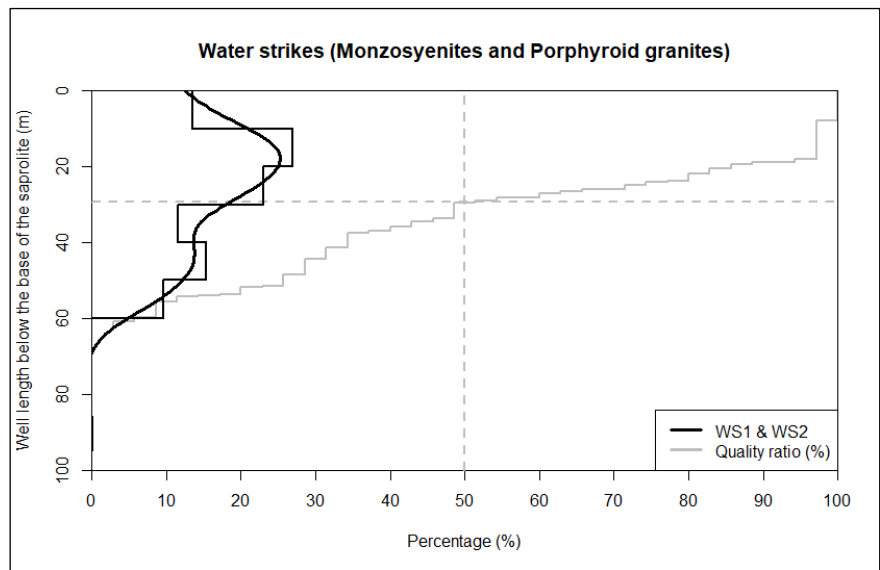 Water strikes (Monzosyenites and Porphyroid granites)
Well length below the base of the saprolite (m)
0
20
40
60
80
100
WS1 & WS2
Quality ratio (%)
0 10 20 30 40 50 60 70 80 90 100
Percentage (%)